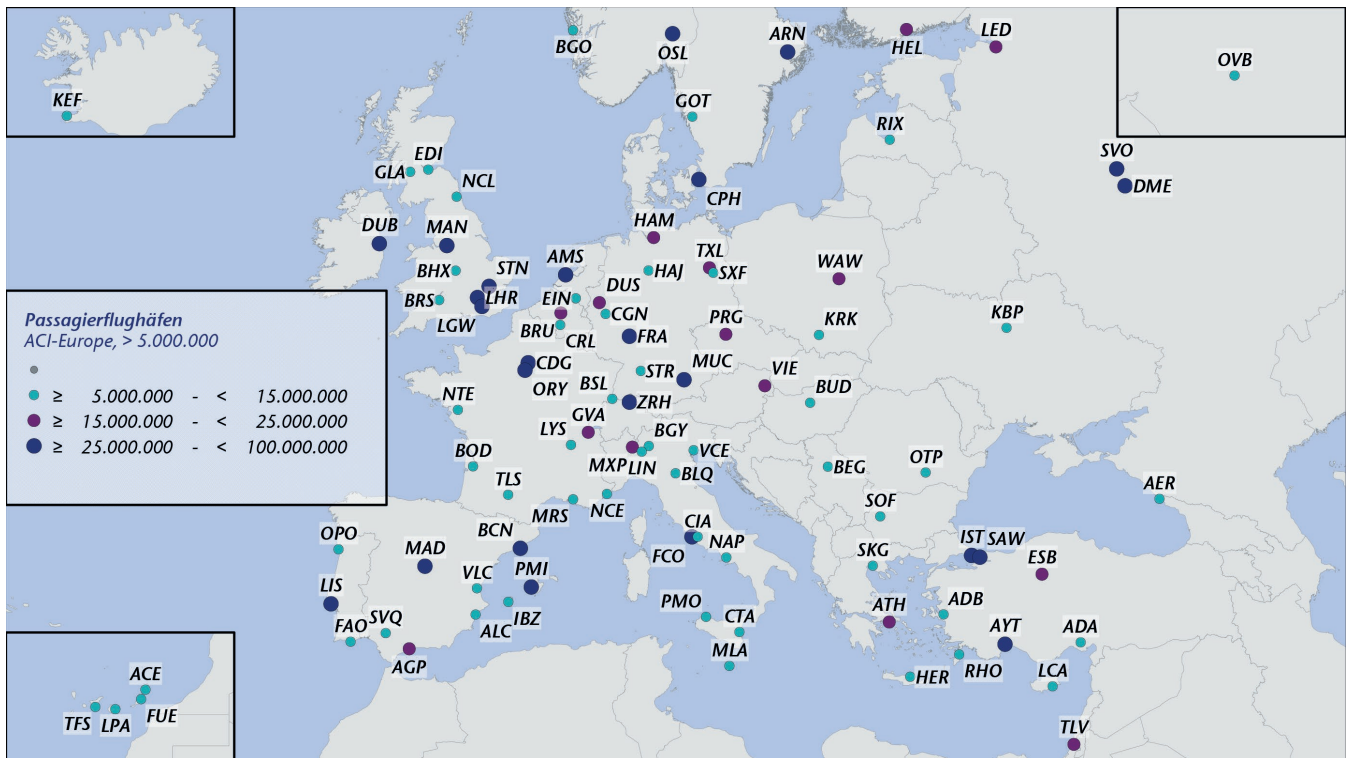 KEF
BGO
OSL
ARN
HEL
LED
OVB
GOT
RIX
SVO
DME
EDI
GLA
NCL
CPH
DUB
MAN
HAM
BHX
STN
AMS
HAJ
TXL
SXF
WAW
BRS
LHR
LGW
EIN
DUS
BRU
CGN
CRL
FRA
PRG
KRK
KBP
Passagierflughäfen
ACI-Europe, > 5.000.000
≥ 5.000.000 - < 15.000.000
≥ 15.000.000 - < 25.000.000
≥ 25.000.000 - < 100.000.000
CDG
ORY
STR
MUC
VIE
BUD
NTE
BSL
ZRH
GVA
LYS
BGY
MXP
LIN
VCE
BLQ
BOD
TLS
MRS
NCE
BEG
OTP
SOF
AER
OPO
BCN
MAD
CIA
FCO
NAP
SKG
IST
SAW
ESB
LIS
VLC
PMI
IBZ
ALC
PMO
CTA
ATH
ADB
AYT
ADA
FAO
SVQ
AGP
MLA
HER
RHO
LCA
TLV
ACE
TFS
LPA
FUE